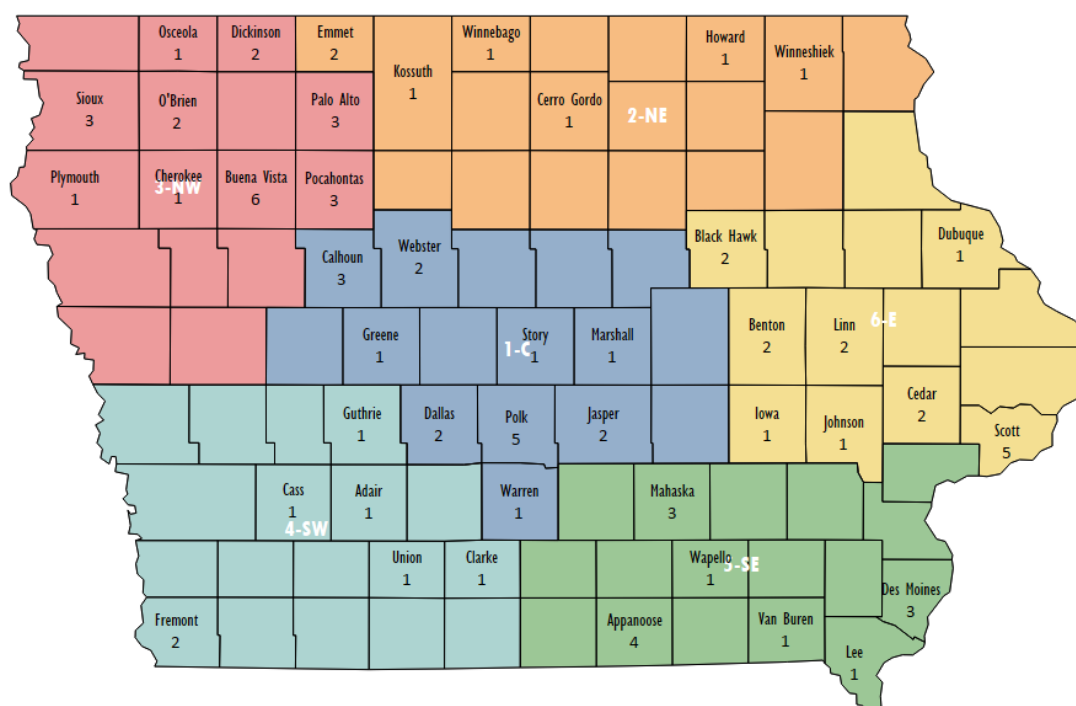 Osceola
1
Dickinson
2
Emmet
2
Kossuth
1
Winnebago
1
Howard
1
Winneshiek
1
Sioux
3
O'Brien
2
Palo Alto
3
Cerro Gordo
1
2-NE
Plymouth
1
Cherokee
1
3-NW
Buena Vista
6
Pocahontas
3
Calhoun
3
Webster
2
Black Hawk
2
Dubuque
1
Greene
1
Story
1
1-C
Marshall
1
Benton
2
Linn
2
6-E
Guthrie
1
Dallas
2
Polk
5
Jasper
2
Iowa
1
Johnson
1
Cedar
2
Scott
5
Cass
1
4-SW
Adair
1
Warren
1
Mahaska
3
Union
1
Clarke
1
Wapello
1
5-SE
Des Moines
3
Fremont
2
Appanoose
4
Van Buren
1
Lee
1